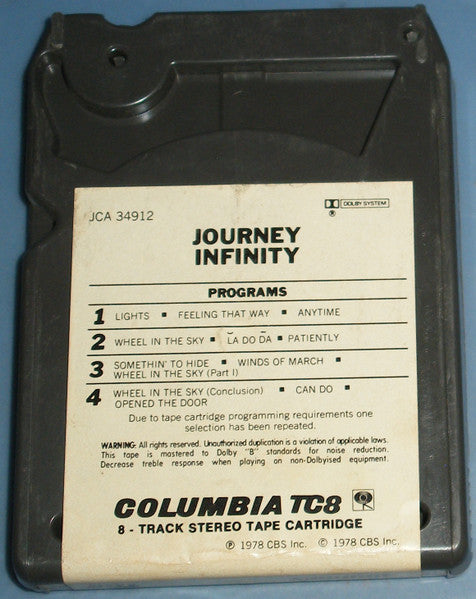 JCA 34912
DOLBY SYSTEM
®
JOURNEY
INFINITY
PROGRAMS
1 LIGHTS ▪ FEELING THAT WAY ▪ ANYTIME
2 WHEEL IN THE SKY ▪ LĂ DO DĂ ▪ PATIENTLY
3 SOMETHIN' TO HIDE ▪ WINDS OF MARCH ▪
WHEEL IN THE SKY (Part I)
4 WHEEL IN THE SKY (Conclusion) ▪ CAN DO ▪
OPENED THE DOOR
Due to tape cartridge programming requirements one
selection has been repeated.
WARNING: All rights reserved. Unauthorized duplication is a violation of applicable laws.
This tape is mastered to Dolby "B" standards for noise reduction.
Decrease treble response when playing on non-Dolbyised equipment.
COLUMBIA TC8
8 - TRACK STEREO TAPE CARTRIDGE
℗ 1978 CBS Inc. © 1978 CBS Inc.